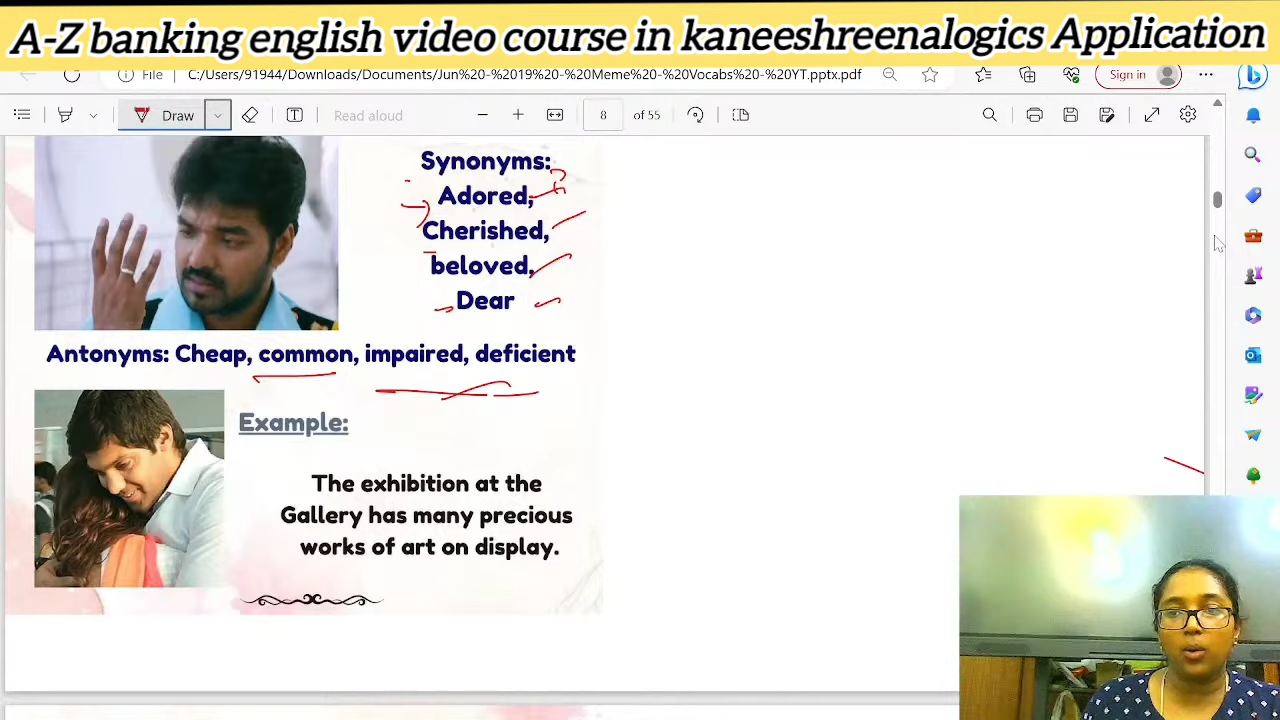 A-Z banking english video course in kaneeshreenalogics Application
File C:/Users/91944/Downloads/Documents/Jun%20-%2019%20-%20Meme%20-%20Vocabs%20-%20YT.pptx.pdf Sign in
Draw Read aloud 8 of 55
Synonyms:
Adored,
Cherished,
beloved,
Dear
Antonyms: Cheap, common, impaired, deficient
Example:
The exhibition at the
Gallery has many precious
works of art on display.